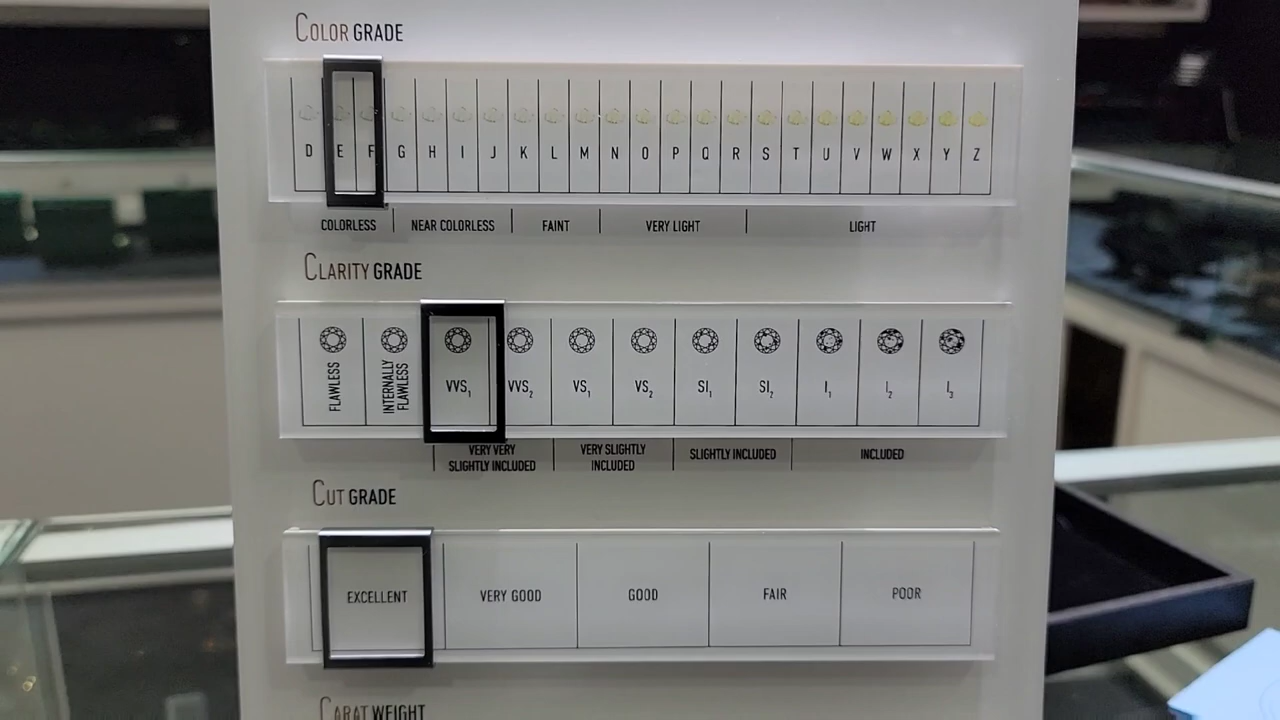 COLOR GRADE
D E F G H I J K L M N O P Q R S T U V W X Y Z
COLORLESS NEAR COLORLESS FAINT VERY LIGHT LIGHT
CLARITY GRADE
FLAWLESS INTERNALLY FLAWLESS VVS1 VVS2 VS1 VS2 SI1 SI2 I1 I2 I3
VERY VERY SLIGHTLY INCLUDED VERY SLIGHTLY INCLUDED SLIGHTLY INCLUDED INCLUDED
CUT GRADE
EXCELLENT VERY GOOD GOOD FAIR POOR
CARAT WEIGHT